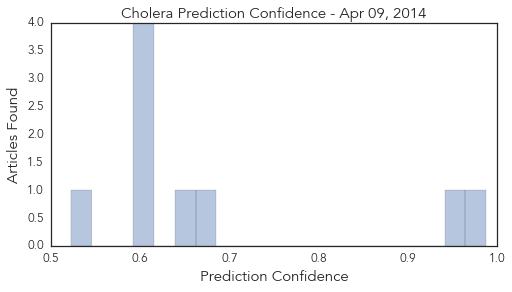 Cholera Prediction Confidence - Apr 09, 2014
Articles Found
4.0
3.5
3.0
2.5
2.0
1.5
1.0
0.5
0.0
0.5 0.6 0.7 0.8 0.9 1.0
Prediction Confidence